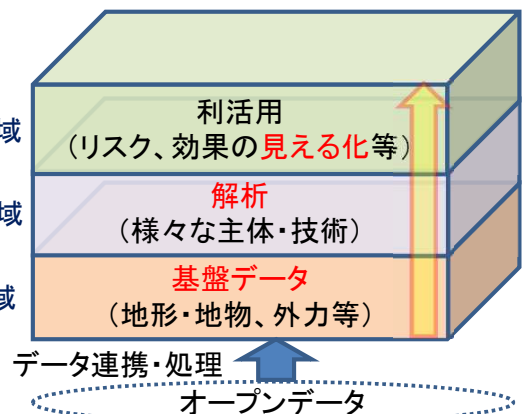 利活用
（リスク、効果の見える化等）
域
解析
（様々な主体・技術）
域
基盤データ
（地形・地物、外力等）
域
データ連携・処理
オープンデータ